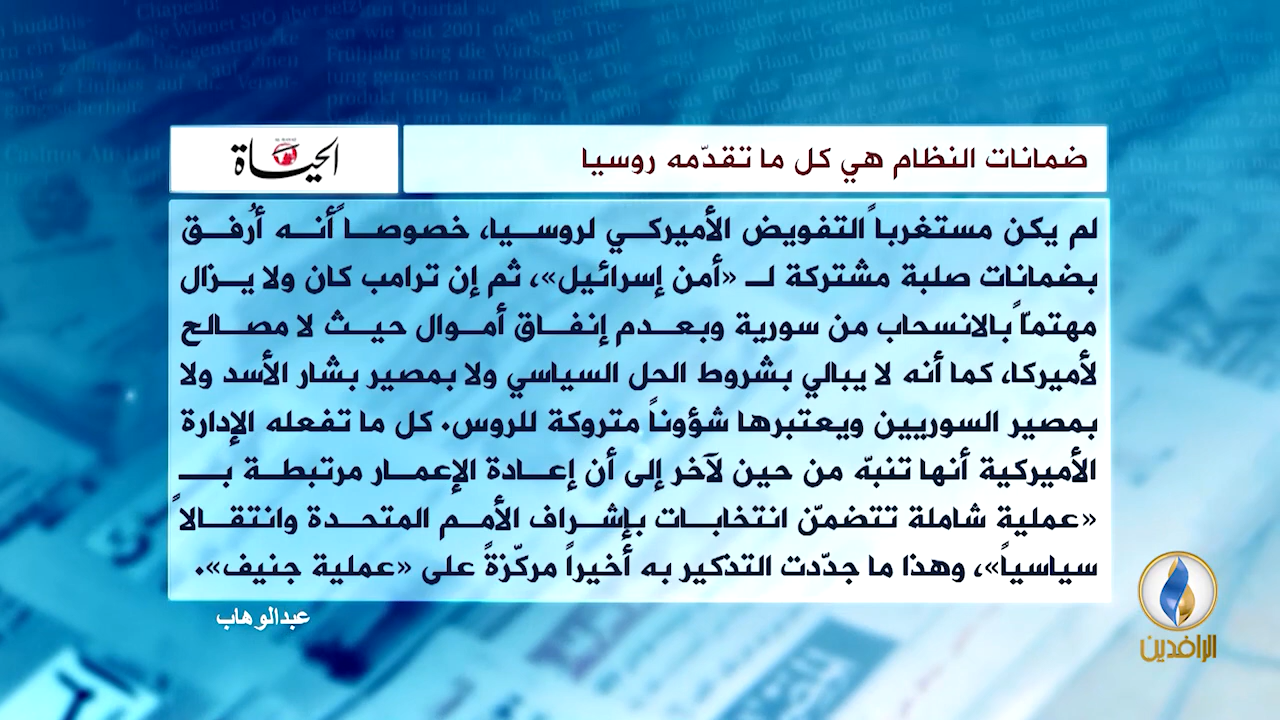 ضمانات النظام هي كل ما تقدّمه روسيا
الحياة
لم يكن مستغرباً التفويض الأميركي لروسيا، خصوصاً أنه أُرفق
بضمانات صلبة مشتركة لـ «أمن إسرائيل»، ثم إن ترامب كان ولا يزال
مهتمّاً بالانسحاب من سورية وبعدم إنفاق أموال حيث لا مصالح
لأميركا، كما أنه لا يبالي بشروط الحل السياسي ولا بمصير بشار الأسد ولا
بمصير السوريين ويعتبرها شؤوناً متروكة للروس. كل ما تفعله الإدارة
الأميركية أنها تنبّه من حين لآخر إلى أن إعادة الإعمار مرتبطة بـ
«عملية شاملة تتضمّن انتخابات بإشراف الأمم المتحدة وانتقالاً
سياسياً»، وهذا ما جدّدت التذكير به أخيراً مركّزةً على «عملية جنيف».
عبدالوهاب
الرافدين